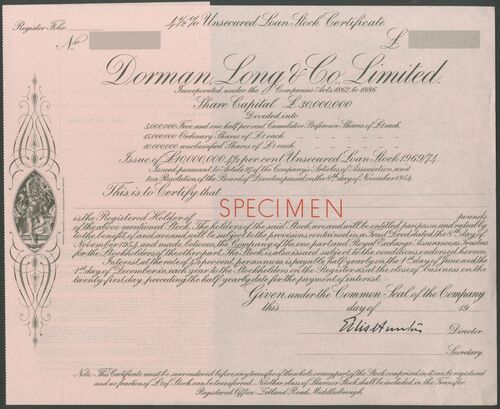 4½% Unsecured Loan Stock Certificate
Register Folio
No
£
Dorman, Long & Co., Limited.
Incorporated under the Companies Acts, 1862 to 1886.
Share Capital £30,000,000
Divided into
5,000,000 Five and one half per cent Cumulative Preference Shares of £1 each.
15,000,000 Ordinary Shares of £1 each
10,000,000 unclassified Shares of £1 each.
Issue of £10,000,000 4½ per cent Unsecured Loan Stock 1969/74.
Issued pursuant to Article 97 of the Company's Articles of Association and
to a Resolution of the Board of Directors passed on the 8th day of November 1954.
This is to Certify that
SPECIMEN
is the Registered Holder of pounds
of the above-mentioned Stock. The holders of the said Stock are and will be entitled pari passu and rateably to
the benefit of, and are and will be subject to the provisions contained in a Trust Deed dated the 8th day of
November 1954 and made between the Company of the one part and Royal Exchange Assurance as Trustees
for the Stockholders of the other part. The Stock is also issued subject to the conditions endorsed hereon.
Interest at the rate of 4½ per cent per annum is payable half yearly on the 1st day of June and the
1st day of December in each year to the Stockholders on the Register as at the close of business, on the
twenty first day, preceding the half yearly date for the payment of interest.
Given under the Common Seal of the Company
this day of 19
Director
Secretary.
Note:- This Certificate must be surrendered before any transfer of the whole or any part of the Stock comprised in it can be registered
and no fraction of £1 of Stock can be transferred. No other class of Share or Stock shall be included in the Transfer.
Registered Office:- Zetland Road, Middlesbrough.